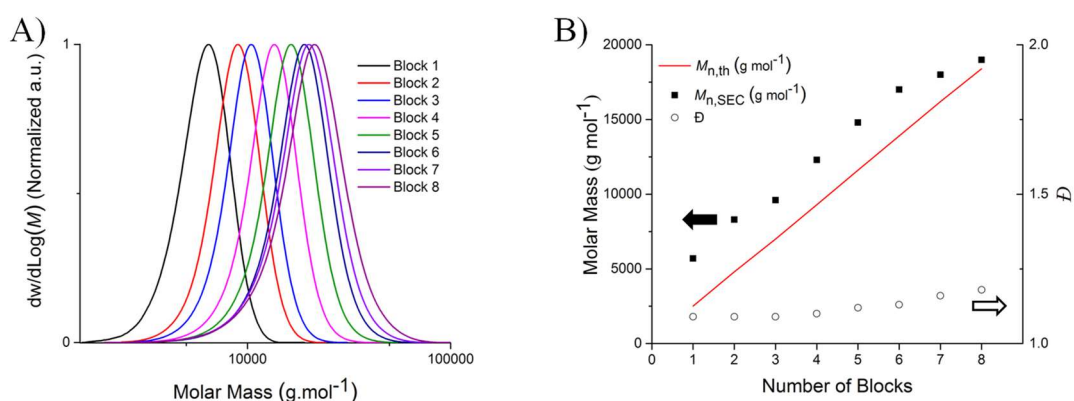 A)
dw/dLog(M) (Normalized a.u.)
1
0
10000
100000
Molar Mass (g.mol⁻¹)
Block 1
Block 2
Block 3
Block 4
Block 5
Block 6
Block 7
Block 8
B)
Molar Mass (g mol⁻¹)
20000
15000
10000
5000
0
Mn,th (g mol⁻¹)
Mn,SEC (g mol⁻¹)
Đ
2.0
1.5
1.0
Đ
0 1 2 3 4 5 6 7 8
Number of Blocks